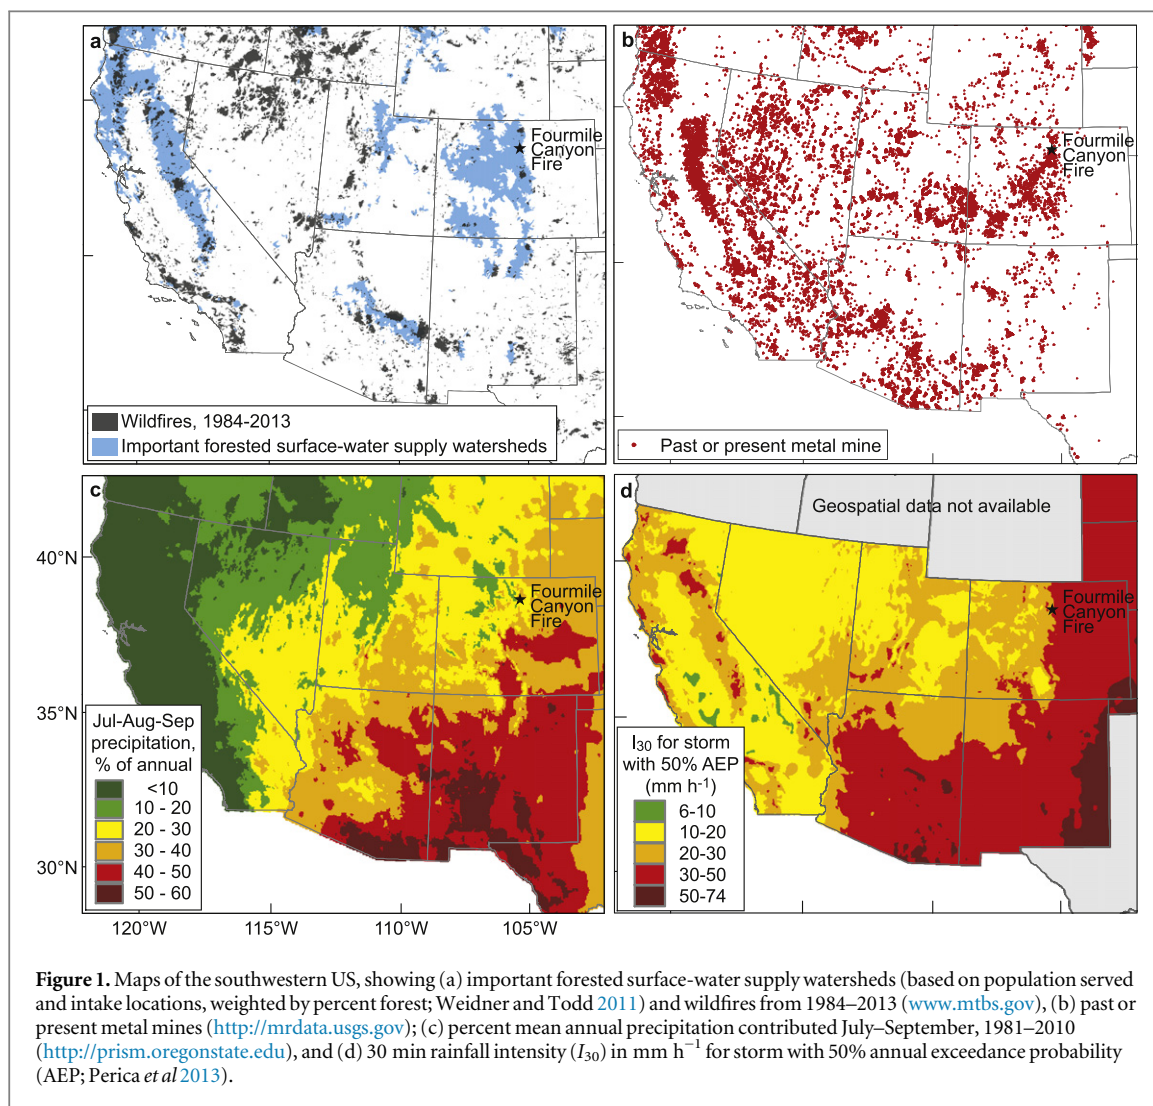 a
Fourmile
Canyon
Fire
Wildfires, 1984-2013
Important forested surface-water supply watersheds
b
Fourmile
Canyon
Fire
Past or present metal mine
c
Fourmile
Canyon
Fire
40°N
35°N
30°N
Jul-Aug-Sep
precipitation,
% of annual
<10
10 - 20
20 - 30
30 - 40
40 - 50
50 - 60
120°W 115°W 110°W 105°W
d
Geospatial data not available
Fourmile
Canyon
Fire
I30 for storm
with 50% AEP
(mm h-1)
6-10
10-20
20-30
30-50
50-74
Figure 1. Maps of the southwestern US, showing (a) important forested surface-water supply watersheds (based on population served
and intake locations, weighted by percent forest; Weidner and Todd 2011) and wildfires from 1984–2013 (www.mtbs.gov), (b) past or
present metal mines (http://mrdata.usgs.gov); (c) percent mean annual precipitation contributed July–September, 1981–2010
(http://prism.oregonstate.edu), and (d) 30 min rainfall intensity (I30) in mm h−1 for storm with 50% annual exceedance probability
(AEP; Perica et al 2013).